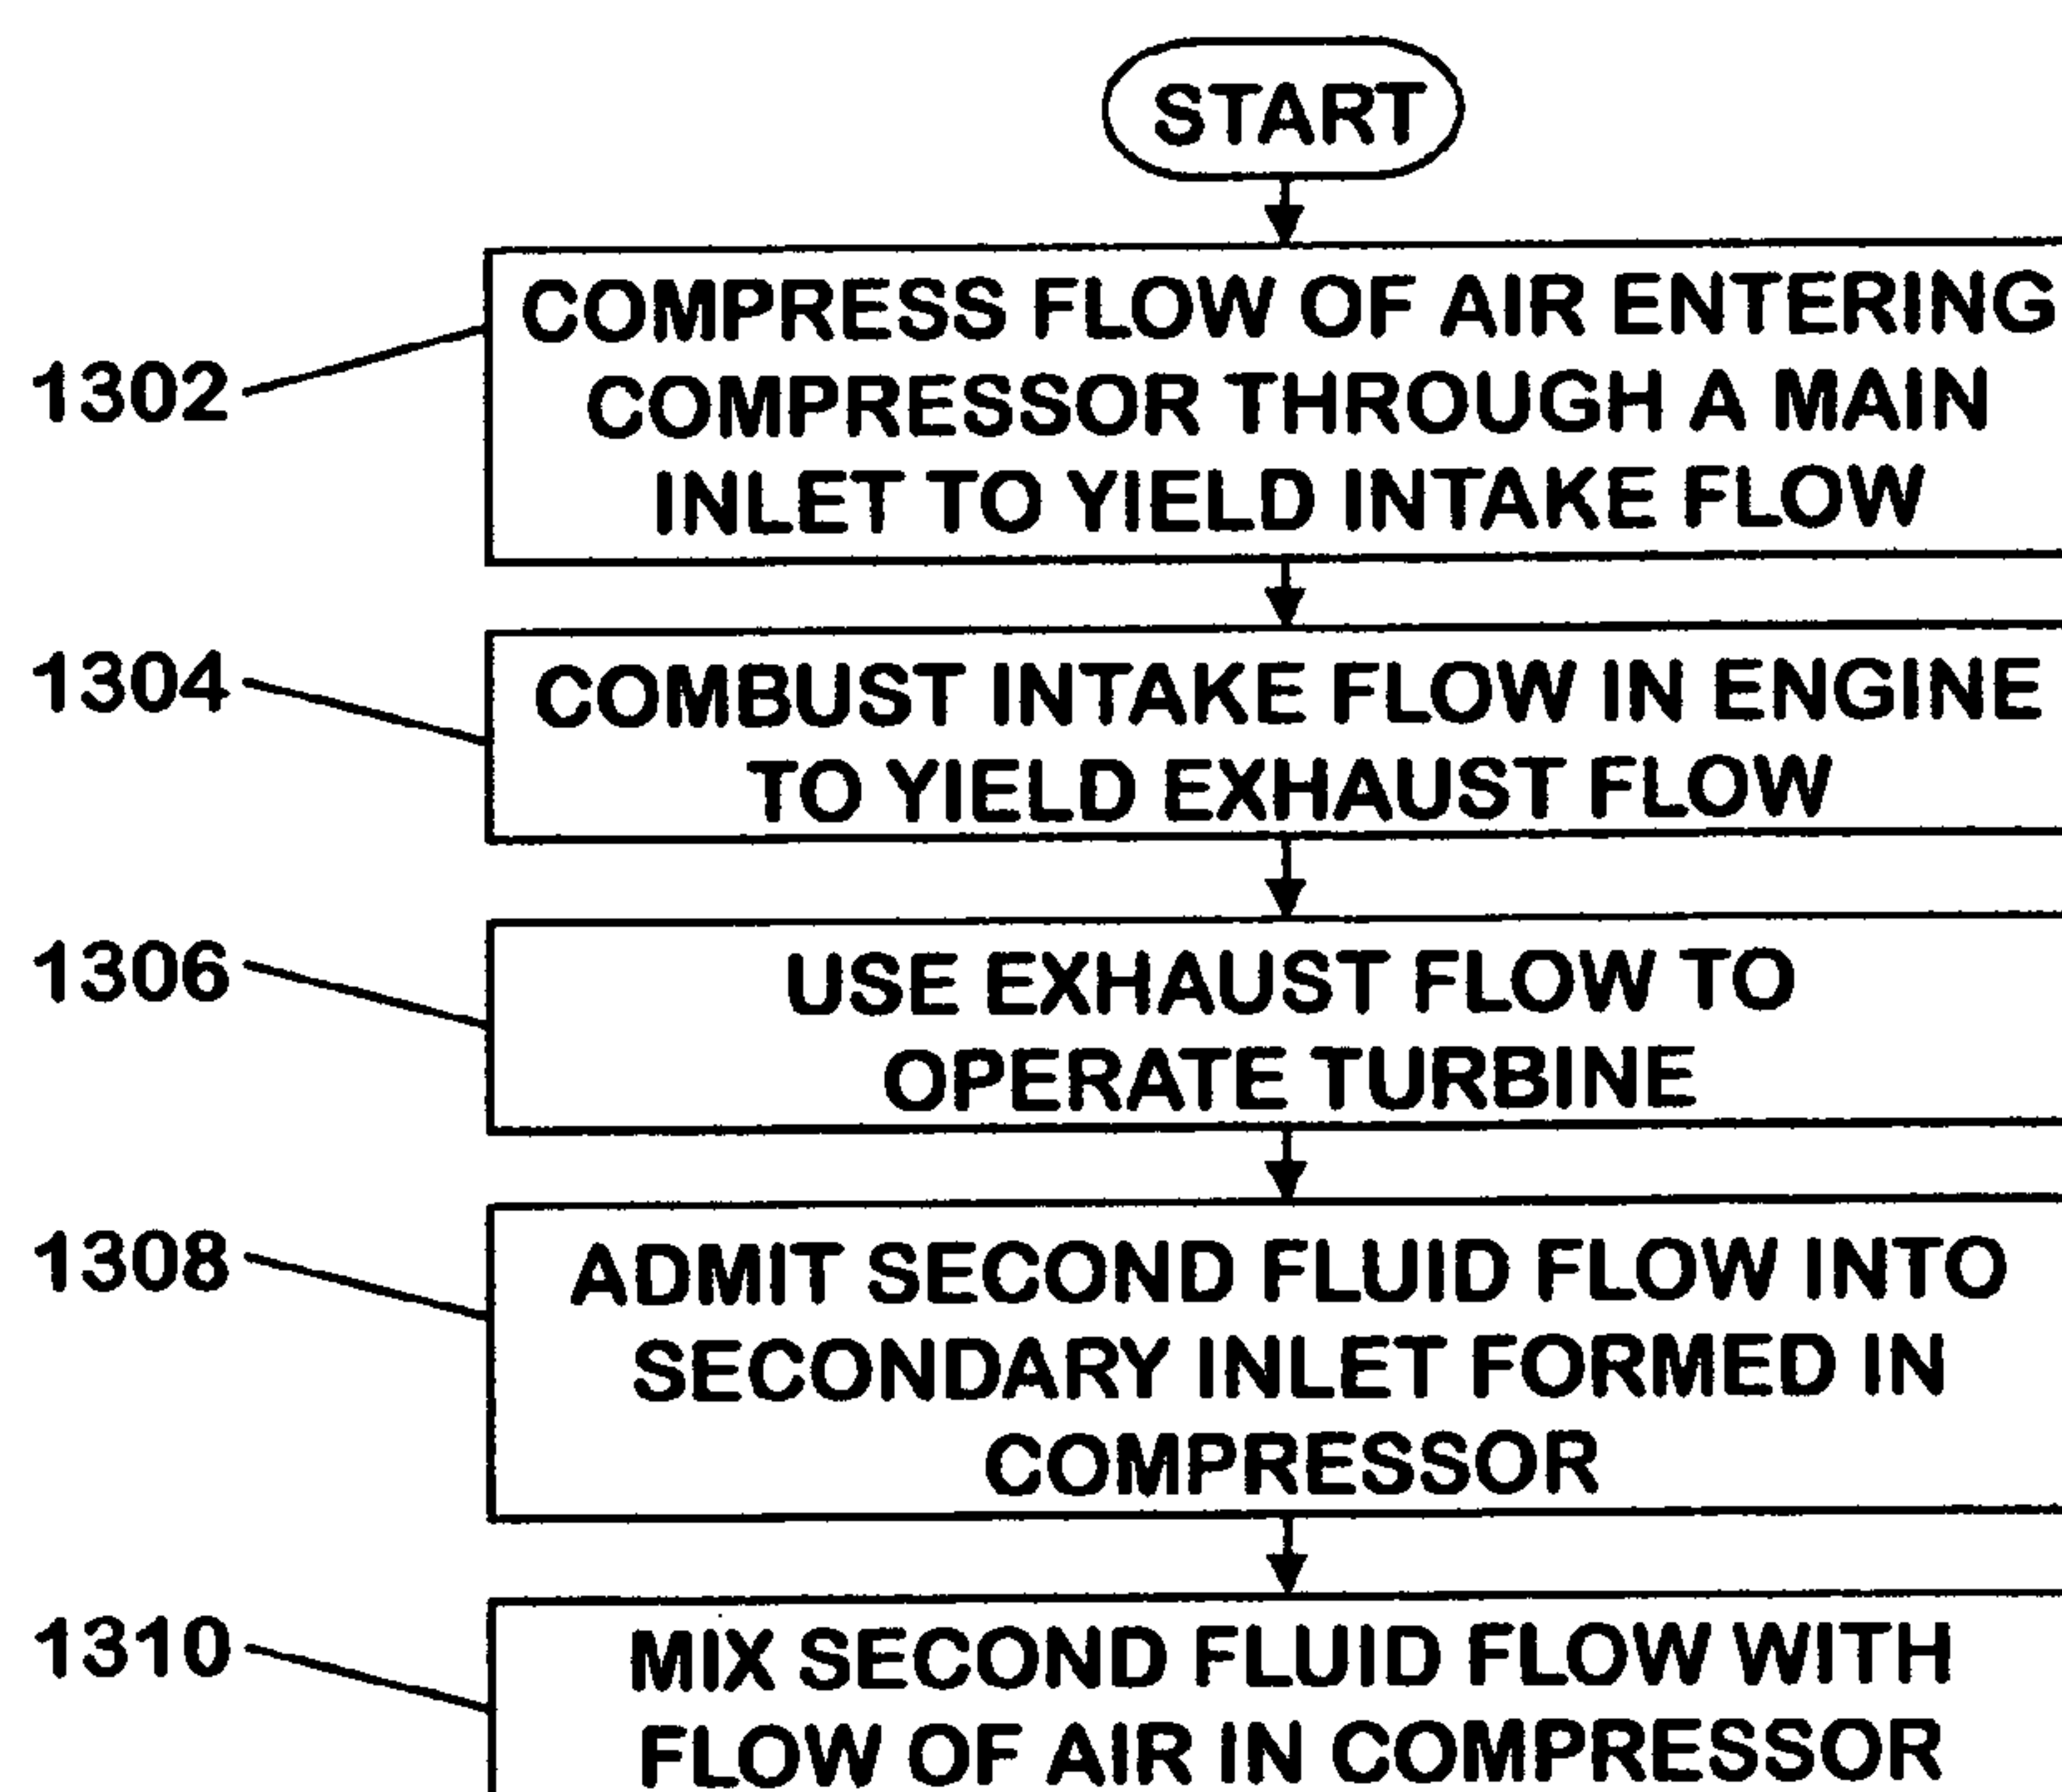 START
COMPRESS FLOW OF AIR ENTERING
COMPRESSOR THROUGH A MAIN
INLET TO YIELD INTAKE FLOW
1302
COMBUST INTAKE FLOW IN ENGINE
TO YIELD EXHAUST FLOW
1304
USE EXHAUST FLOW TO
OPERATE TURBINE
1306
ADMIT SECOND FLUID FLOW INTO
SECONDARY INLET FORMED IN
COMPRESSOR
1308
MIX SECOND FLUID FLOW WITH
FLOW OF AIR IN COMPRESSOR
1310